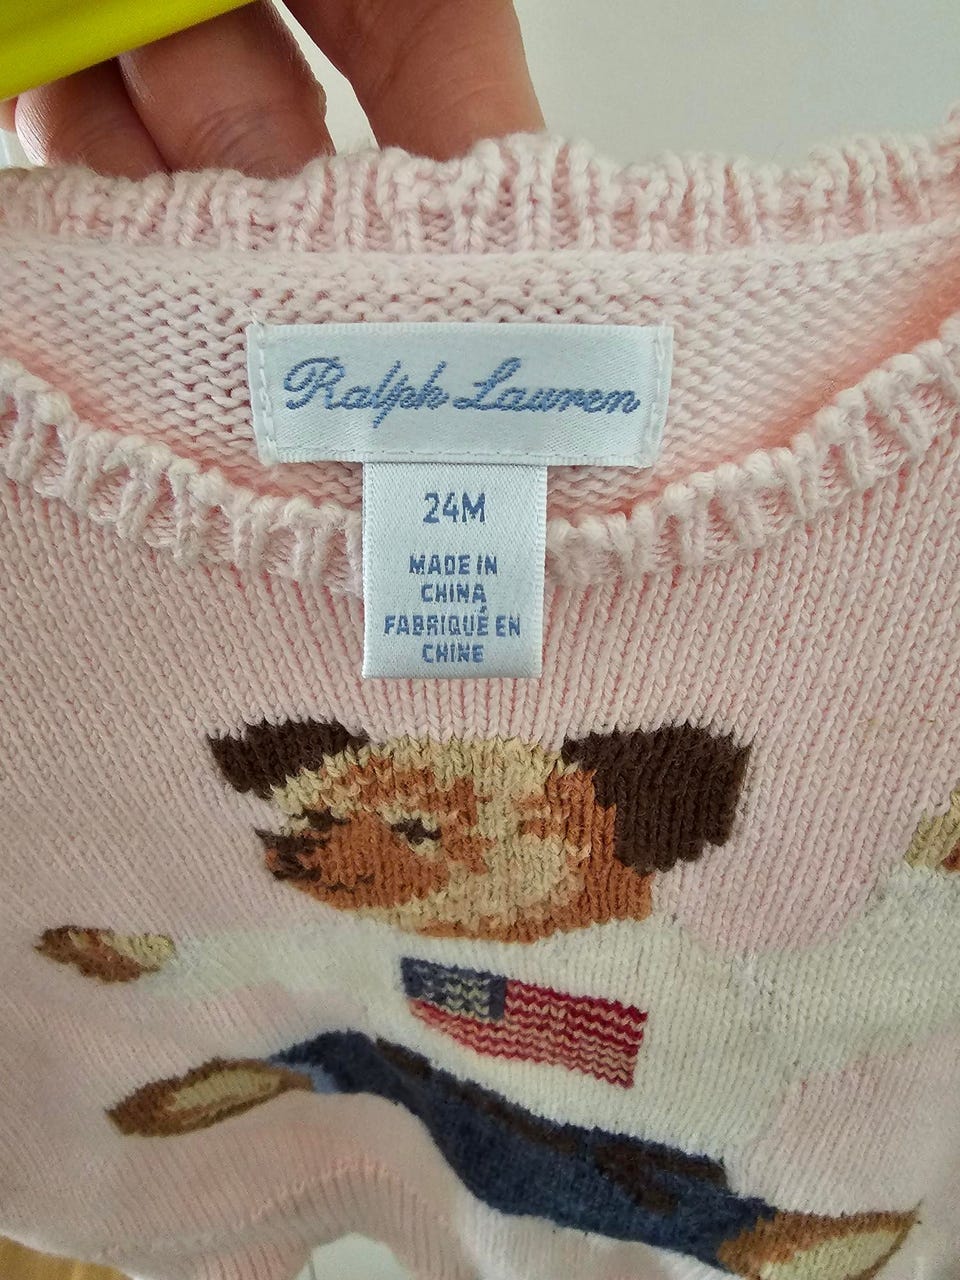 Ralph Lauren
24M
MADE IN
CHINA
FABRIQUÉ EN
CHINE